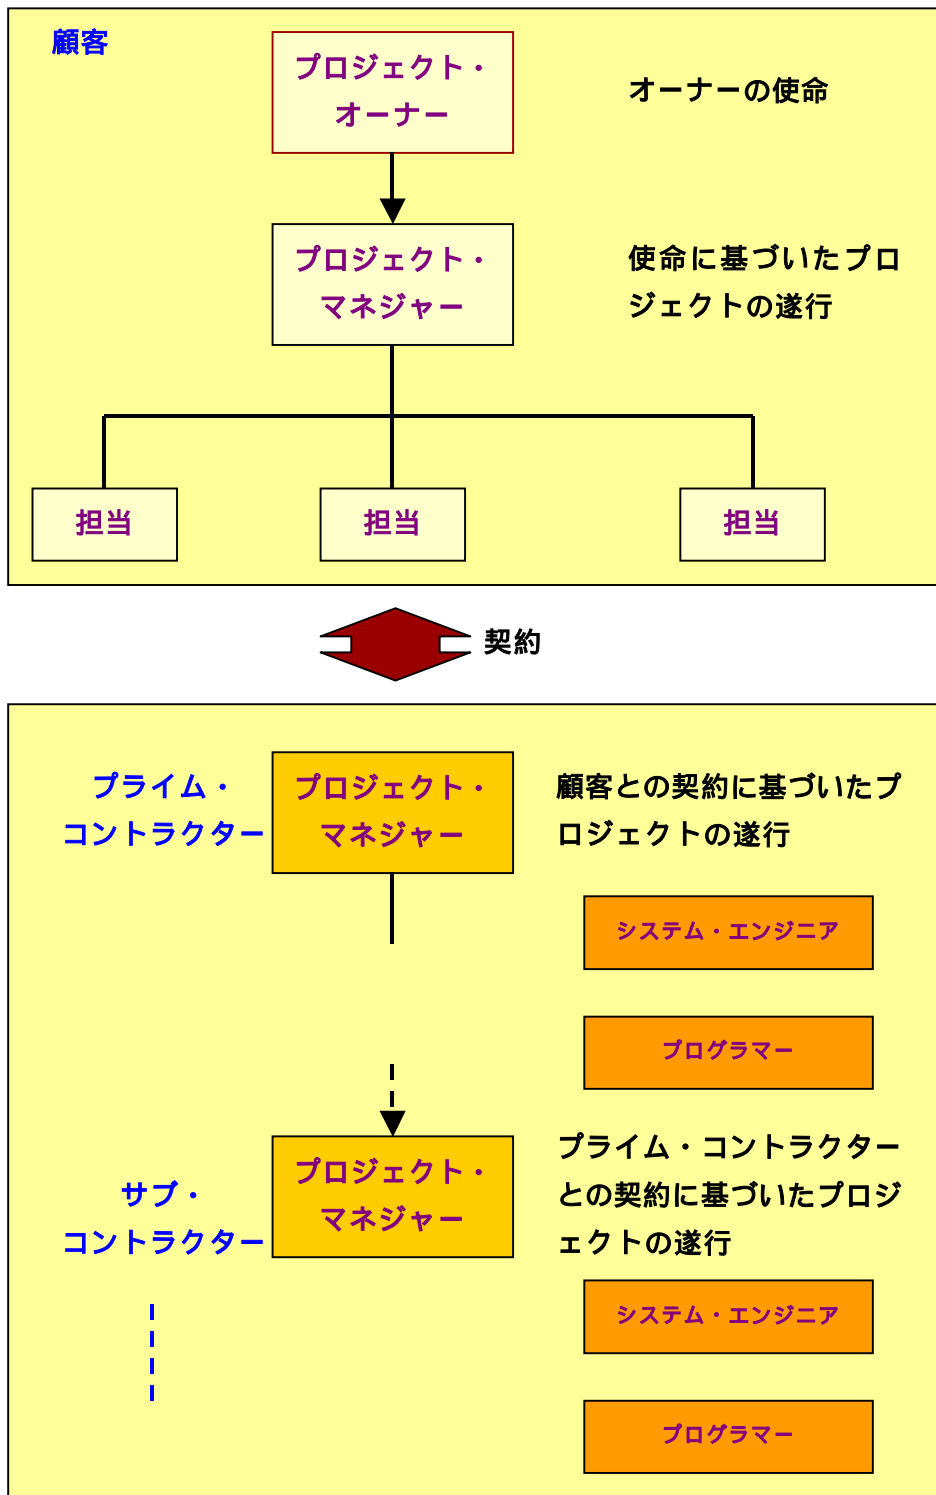 顧客
プロジェクト・
オーナー
オーナーの使命
プロジェクト・
マネジャー
使命に基づいたプロ
ジェクトの遂行
担当
担当
担当
契約
プライム・
コントラクター
プロジェクト・
マネジャー
顧客との契約に基づいたプ
ロジェクトの遂行
システム・エンジニア
プログラマー
サブ・
コントラクター
プロジェクト・
マネジャー
プライム・コントラクター
との契約に基づいたプロジ
ェクトの遂行
システム・エンジニア
プログラマー